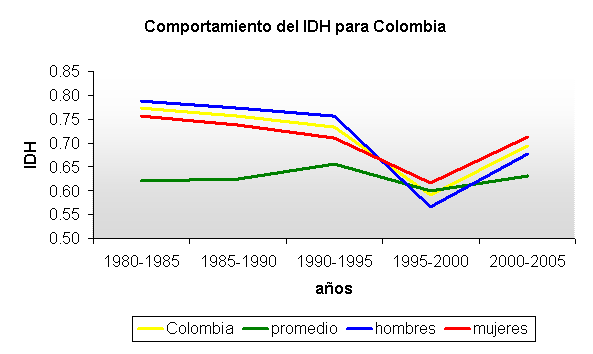 Comportamiento del IDH para Colombia
0.85
0.80
0.75
0.70
0.65
0.60
0.55
0.50
IDH
1980-1985 1985-1990 1990-1995 1995-2000 2000-2005
años
Colombia promedio hombres mujeres